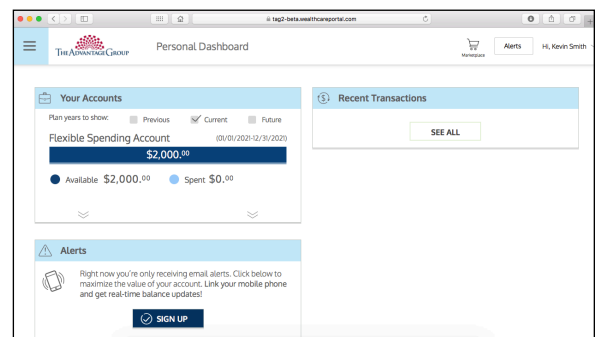 tag2-beta.wealthcareportal.com
THE ADVANTAGE GROUP
Personal Dashboard
Marketplace
Alerts
Hi, Kevin Smith
Your Accounts
Plan years to show:
Previous
Current
Future
Flexible Spending Account
(01/01/2021-12/31/2021)
$2,000.00
Available $2,000.00
Spent $0.00
Recent Transactions
SEE ALL
Alerts
Right now you're only receiving email alerts. Click below to
maximize the value of your account. Link your mobile phone
and get real-time balance updates!
SIGN UP